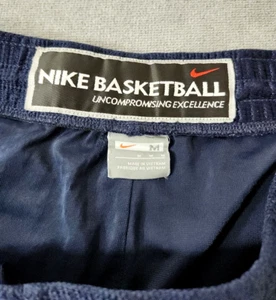 NIKE BASKETBALL
UNCOMPROMISING EXCELLENCE
M